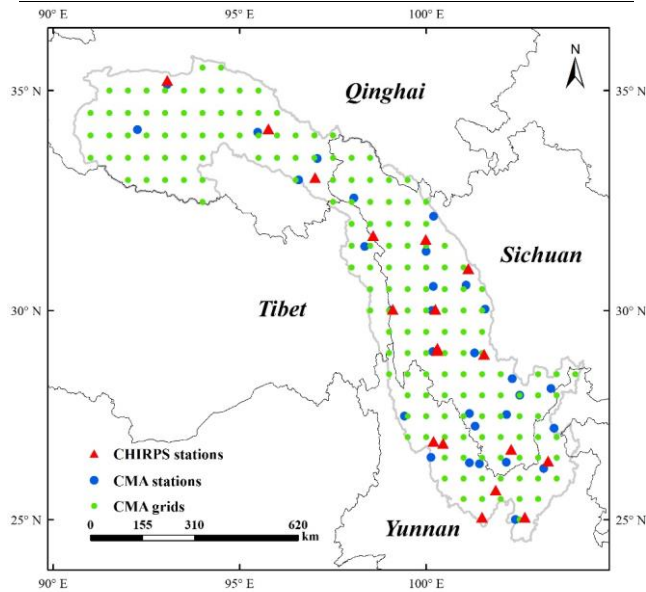 90° E 95° E 100° E
N
35° N 35° N
Qinghai
Sichuan
30° N 30° N
Tibet
CHIRPS stations
CMA stations
CMA grids
0 155 310 620
km
25° N 25° N
Yunnan
90° E 95° E 100° E